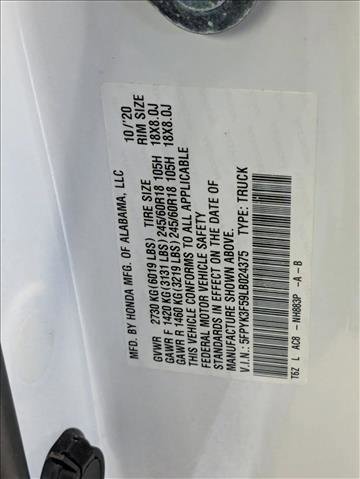 MFD. BY HONDA MFG. OF ALABAMA, LLC 10/'20
TIRE SIZE RIM SIZE
GVWR 2730 KG (6019 LBS)
GAWR F 1420 KG (3131 LBS) 245/60R18 105H 18X8.0J
GAWR R 1460 KG (3219 LBS) 245/60R18 105H 18X8.0J
THIS VEHICLE CONFORMS TO ALL APPLICABLE
FEDERAL MOTOR VEHICLE SAFETY
STANDARDS IN EFFECT ON THE DATE OF
MANUFACTURE SHOWN ABOVE.
V.I.N.: 5FPYK3F59LB024575 TYPE: TRUCK
T6Z L AC8 -NH883P -A -B